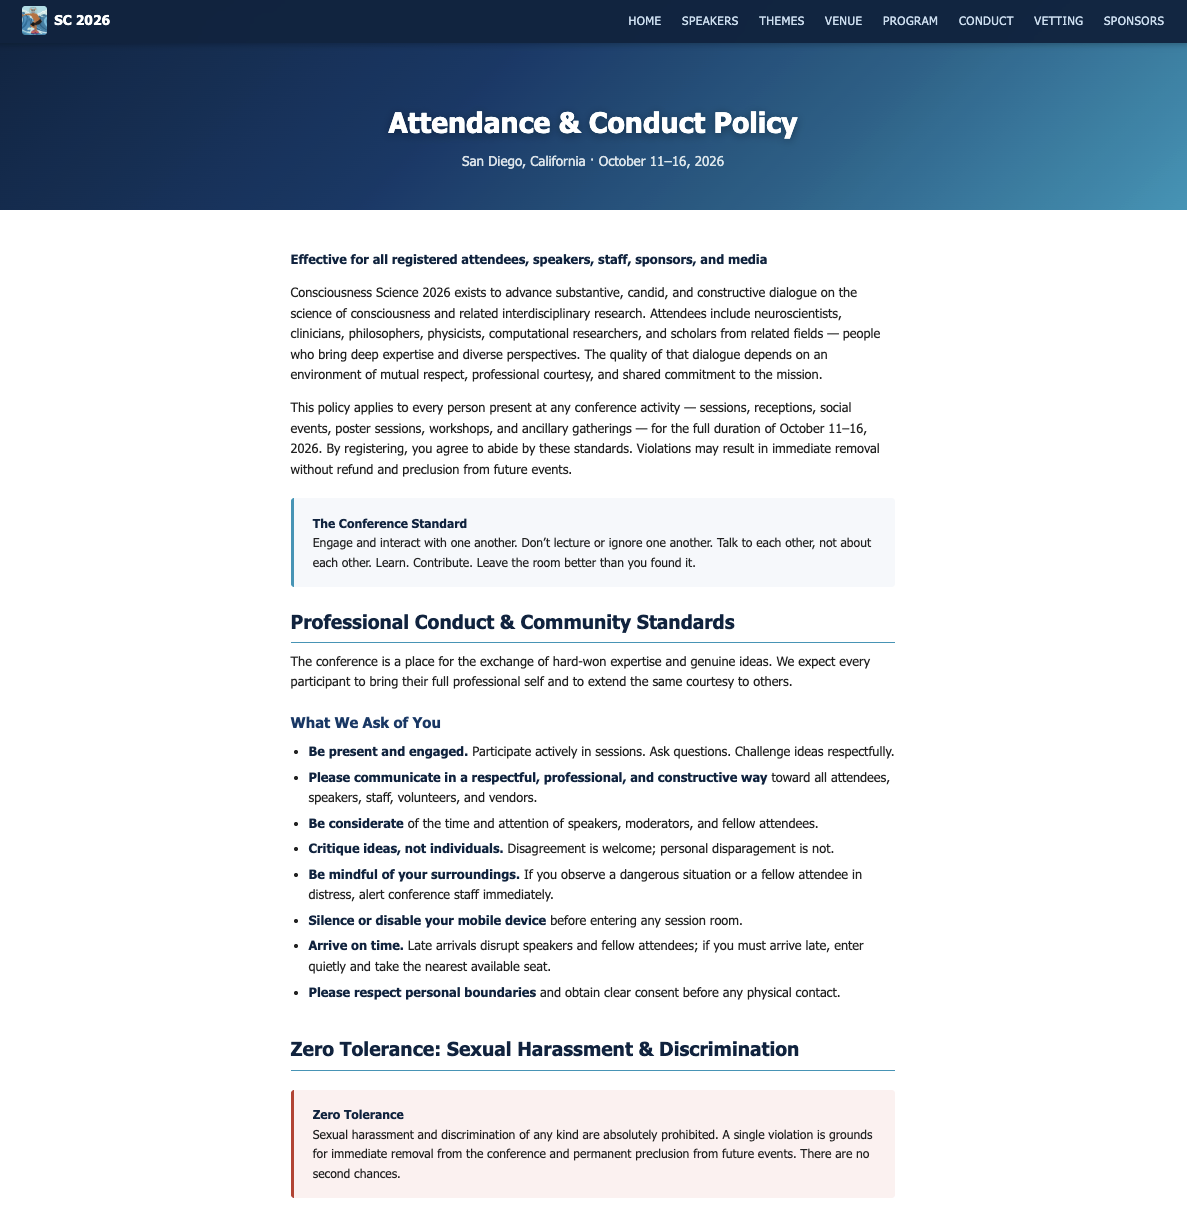 SC 2026
HOME SPEAKERS THEMES VENUE PROGRAM CONDUCT VETTING SPONSORS
Attendance & Conduct Policy
San Diego, California · October 11–16, 2026
Effective for all registered attendees, speakers, staff, sponsors, and media
Consciousness Science 2026 exists to advance substantive, candid, and constructive dialogue on the
science of consciousness and related interdisciplinary research. Attendees include neuroscientists,
clinicians, philosophers, physicists, computational researchers, and scholars from related fields — people
who bring deep expertise and diverse perspectives. The quality of that dialogue depends on an
environment of mutual respect, professional courtesy, and shared commitment to the mission.
This policy applies to every person present at any conference activity — sessions, receptions, social
events, poster sessions, workshops, and ancillary gatherings — for the full duration of October 11–16,
2026. By registering, you agree to abide by these standards. Violations may result in immediate removal
without refund and preclusion from future events.
The Conference Standard
Engage and interact with one another. Don’t lecture or ignore one another. Talk to each other, not about
each other. Learn. Contribute. Leave the room better than you found it.
Professional Conduct & Community Standards
The conference is a place for the exchange of hard-won expertise and genuine ideas. We expect every
participant to bring their full professional self and to extend the same courtesy to others.
What We Ask of You
• Be present and engaged. Participate actively in sessions. Ask questions. Challenge ideas respectfully.
• Please communicate in a respectful, professional, and constructive way toward all attendees,
speakers, staff, volunteers, and vendors.
• Be considerate of the time and attention of speakers, moderators, and fellow attendees.
• Critique ideas, not individuals. Disagreement is welcome; personal disparagement is not.
• Be mindful of your surroundings. If you observe a dangerous situation or a fellow attendee in
distress, alert conference staff immediately.
• Silence or disable your mobile device before entering any session room.
• Arrive on time. Late arrivals disrupt speakers and fellow attendees; if you must arrive late, enter
quietly and take the nearest available seat.
• Please respect personal boundaries and obtain clear consent before any physical contact.
Zero Tolerance: Sexual Harassment & Discrimination
Zero Tolerance
Sexual harassment and discrimination of any kind are absolutely prohibited. A single violation is grounds
for immediate removal from the conference and permanent preclusion from future events. There are no
second chances.